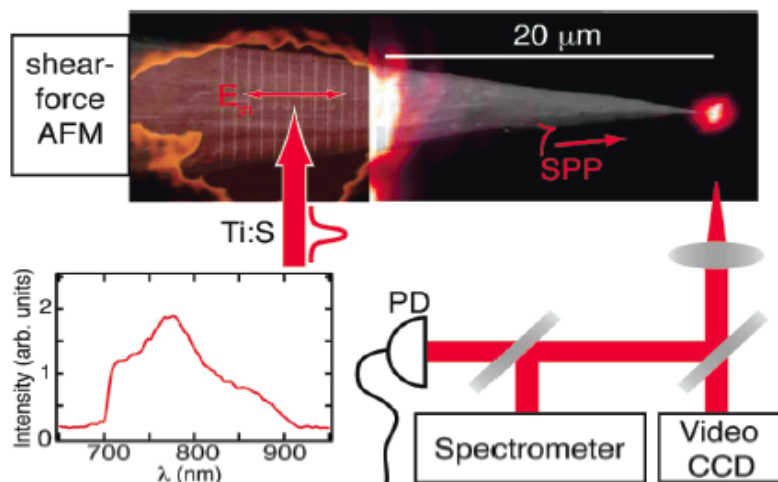 shear-
force
AFM
E_in
20 μm
SPP
Ti:S
PD
Intensity (arb. units)
2
1
0
700 800 900
λ (nm)
Spectrometer
Video
CCD